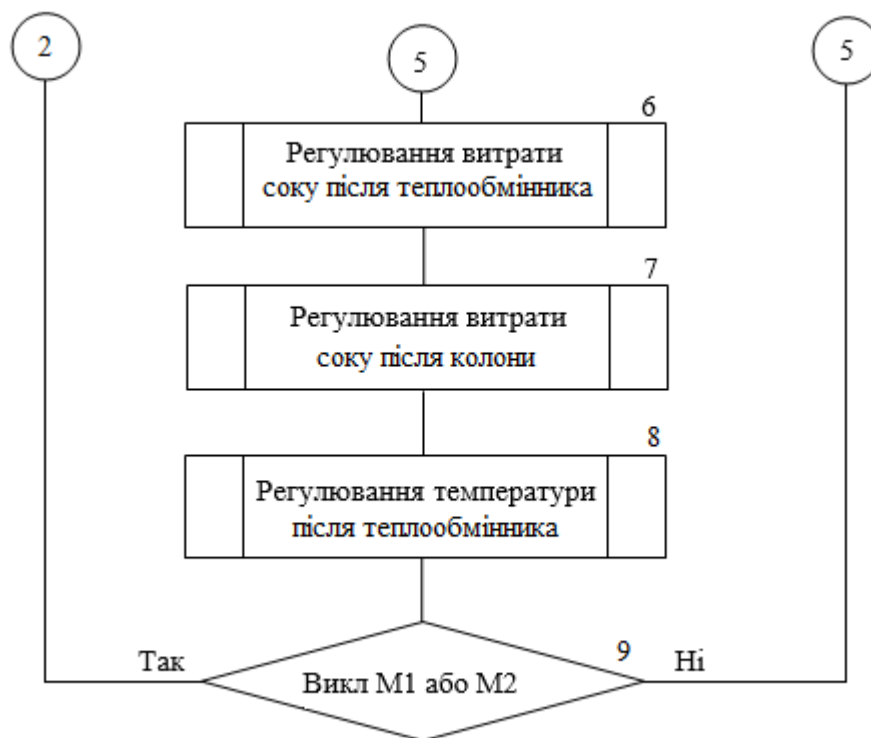 2
5
5
6
Регулювання витрати
соку після теплообмінника
7
Регулювання витрати
соку після колони
8
Регулювання температури
після теплообмінника
9
Так
Ні
Викл М1 або М2